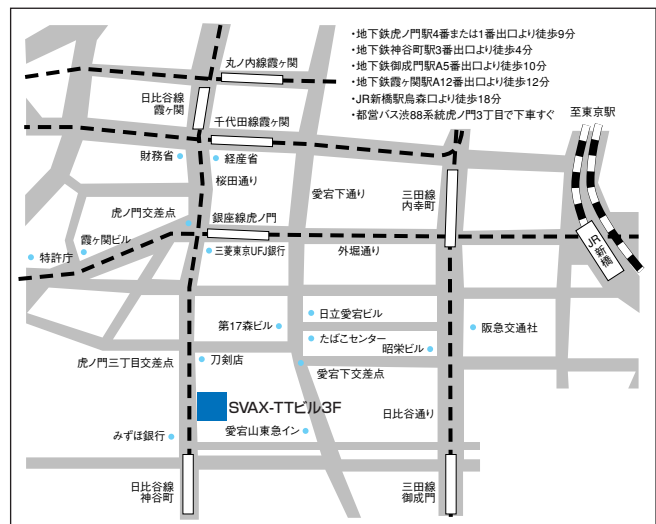 ・地下鉄虎ノ門駅4番または1番出口より徒歩9分
・地下鉄神谷町駅3番出口より徒歩4分
・地下鉄御成門駅A5番出口より徒歩10分
・地下鉄霞ヶ関駅A12番出口より徒歩12分
・JR新橋駅烏森口より徒歩18分
・都営バス渋88系統虎ノ門3丁目で下車すぐ
丸ノ内線霞ヶ関
日比谷線
霞ヶ関
千代田線霞ヶ関
至東京駅
財務省
経産省
桜田通り
愛宕下通り
三田線
内幸町
虎ノ門交差点
銀座線虎ノ門
霞ヶ関ビル
特許庁
三菱東京UFJ銀行
外堀通り
JR新橋
第17森ビル
日立愛宕ビル
たばこセンター
昭栄ビル
阪急交通社
虎ノ門三丁目交差点
刀剣店
愛宕下交差点
SVAX-TTビル3F
日比谷通り
みずほ銀行
愛宕山東急イン
日比谷線
神谷町
三田線
御成門